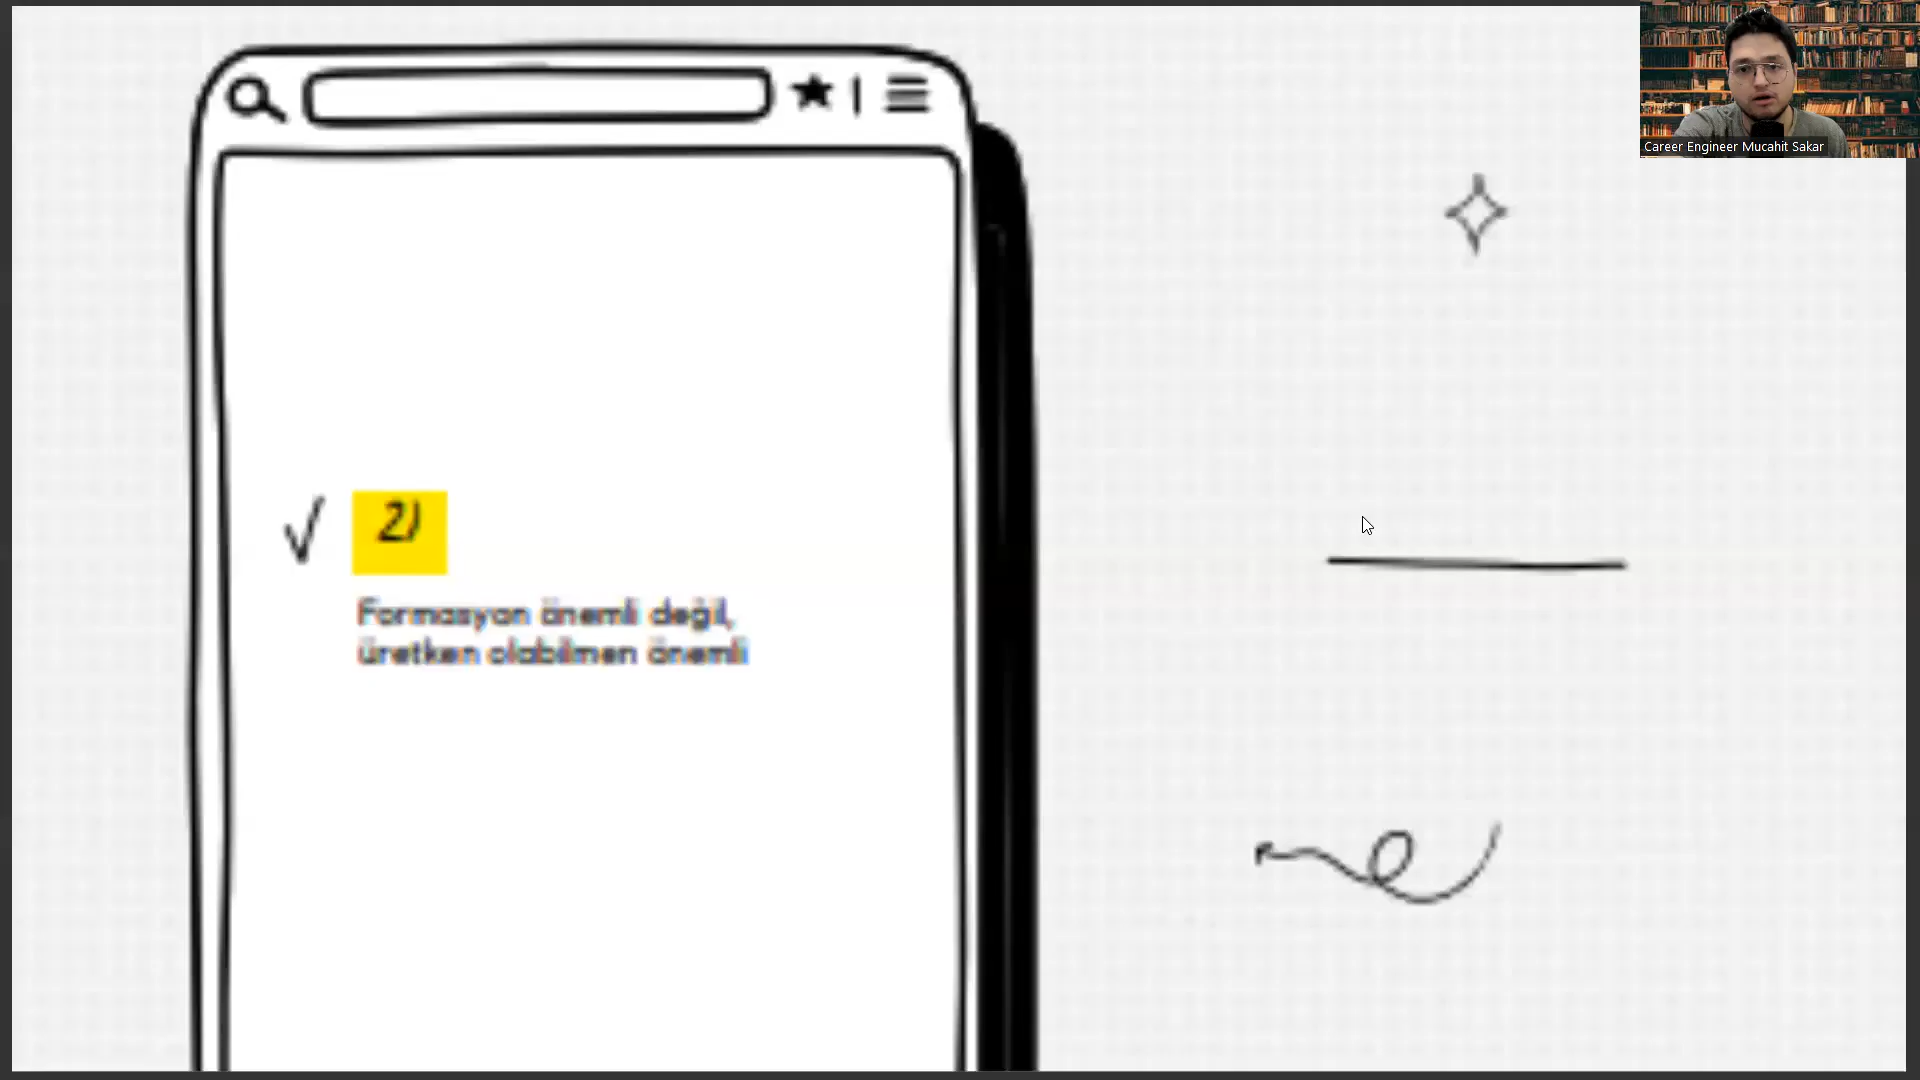 Career Engineer Mucahit Sakar
2)
Formasyon önemli değil,
üretken olabilmen önemli